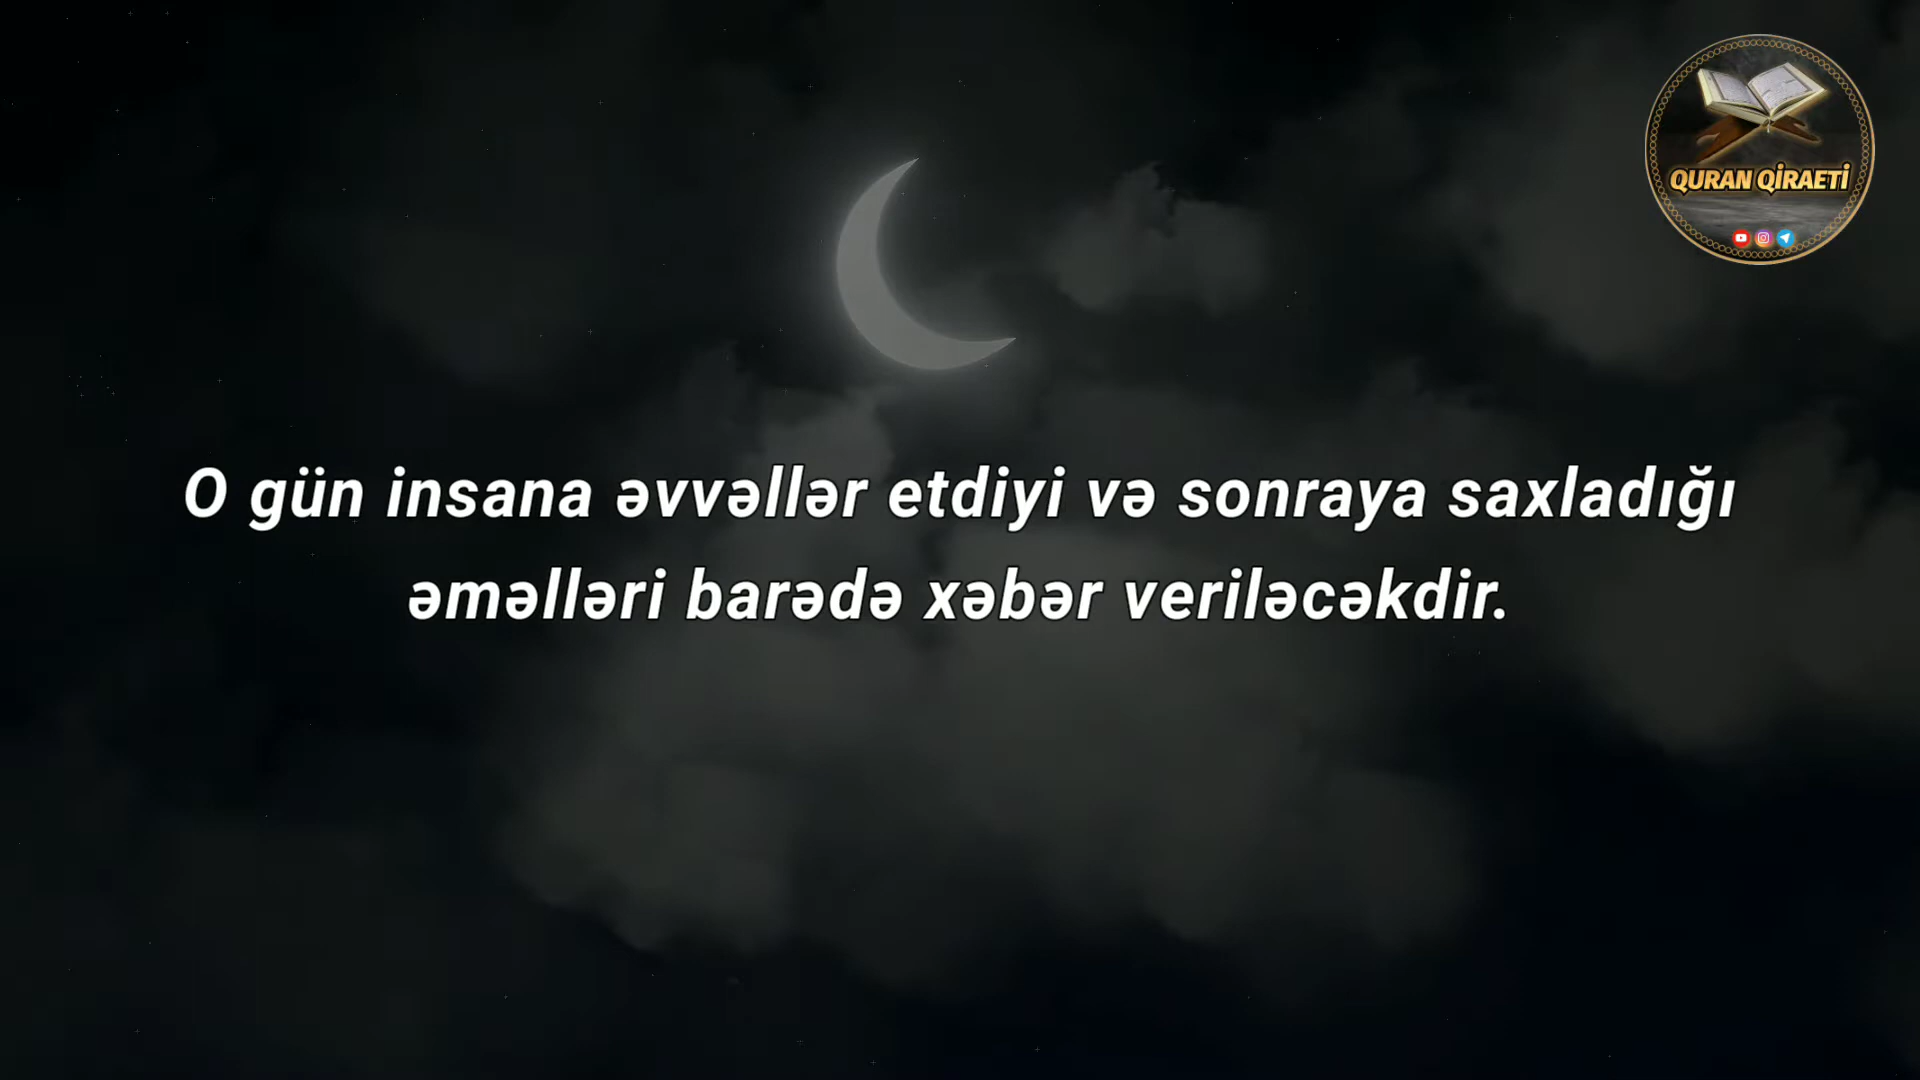 QURAN QİRAETİ
O gün insana əvvəllər etdiyi və sonraya saxladığı
əməlləri barədə xəbər veriləcəkdir.